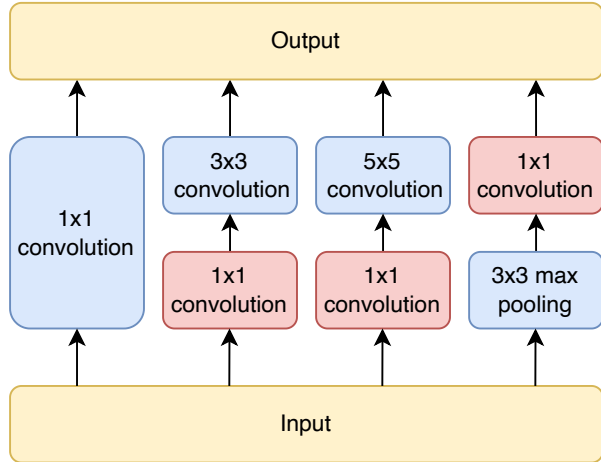 Output
1x1
convolution
3x3
convolution
5x5
convolution
1x1
convolution
1x1
convolution
1x1
convolution
3x3 max
pooling
Input